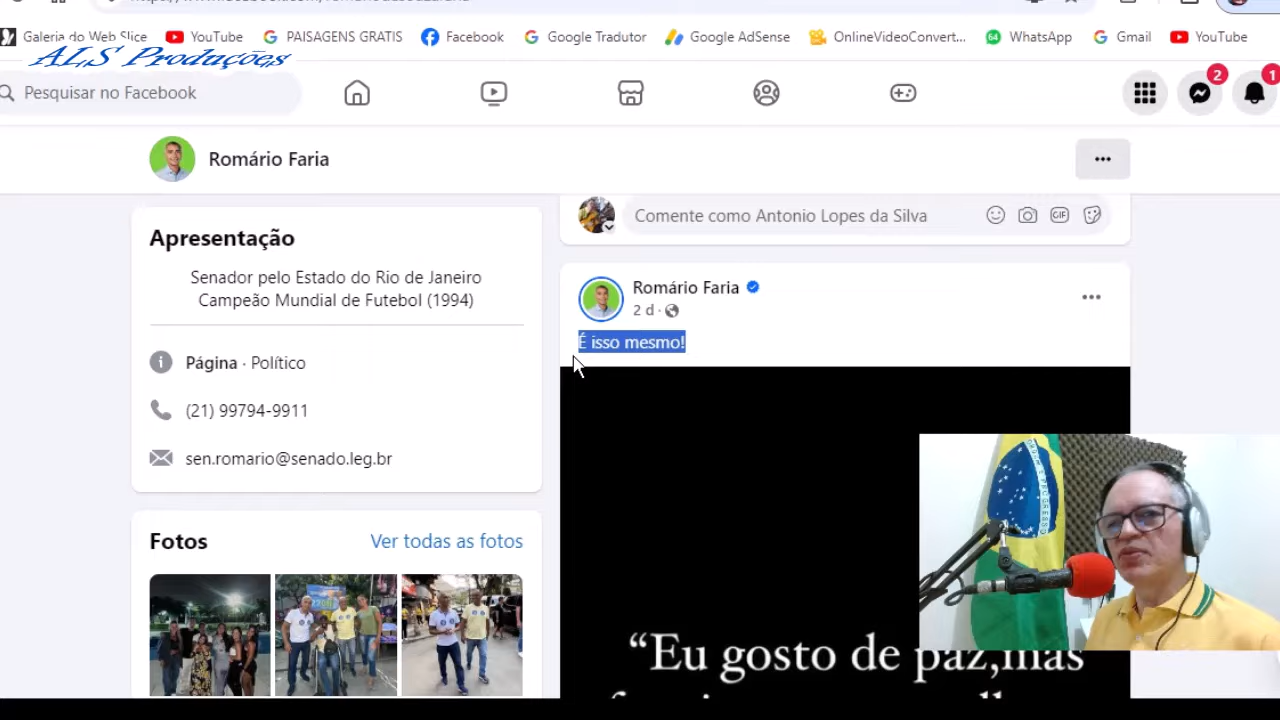 Galeria do Web Slice
YouTube
PAISAGENS GRATIS
Facebook
Google Tradutor
Google AdSense
OnlineVideoConvert...
WhatsApp
Gmail
YouTube
ALS Produções
Pesquisar no Facebook
2
1
Romário Faria
...
Apresentação
Senador pelo Estado do Rio de Janeiro
Campeão Mundial de Futebol (1994)
Página · Político
(21) 99794-9911
sen.romario@senado.leg.br
Fotos
Ver todas as fotos
Comente como Antonio Lopes da Silva
GIF
Romário Faria
2 d ·
É isso mesmo!
“Eu gosto de paz,mas